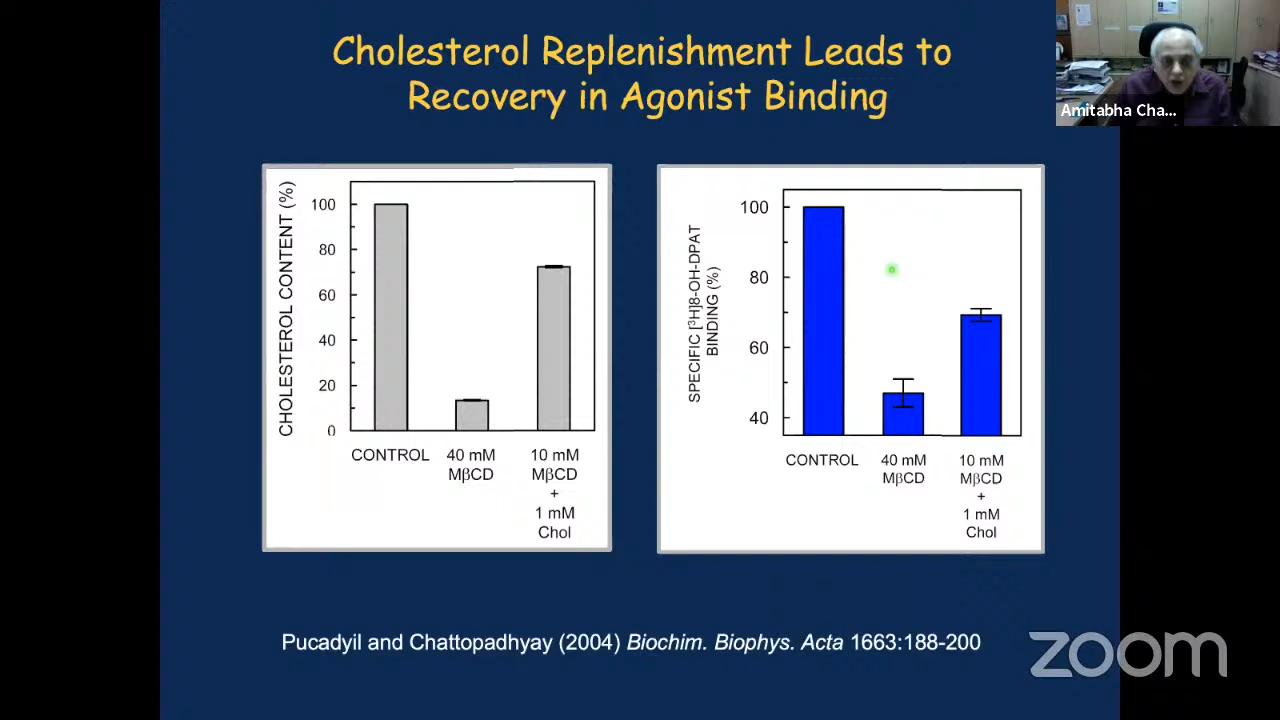 Cholesterol Replenishment Leads to
Recovery in Agonist Binding
Amitabha Cha...
CHOLESTEROL CONTENT (%)
100
80
60
40
20
0
CONTROL
40 mM
MβCD
10 mM
MβCD
+
1 mM
Chol
SPECIFIC [³H]8-OH-DPAT
BINDING (%)
100
80
60
40
CONTROL
40 mM
MβCD
10 mM
MβCD
+
1 mM
Chol
Pucadyil and Chattopadhyay (2004) Biochim. Biophys. Acta 1663:188-200
zoom